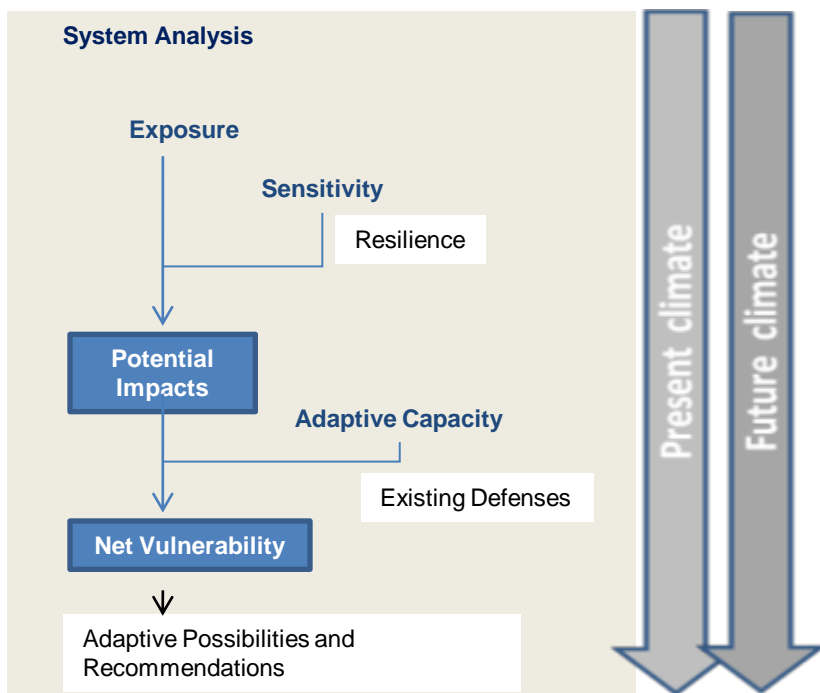 System Analysis
Exposure
Sensitivity
Resilience
Potential
Impacts
Adaptive Capacity
Existing Defenses
Net Vulnerability
Adaptive Possibilities and
Recommendations
Present climate
Future climate